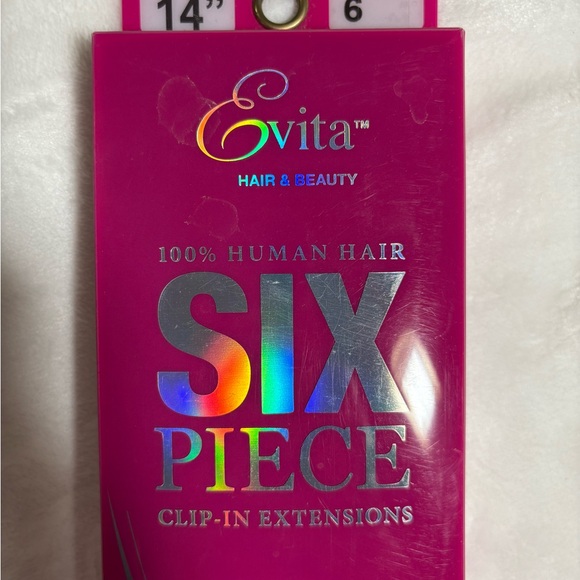 14” 6
Evita™
HAIR & BEAUTY
100% HUMAN HAIR
SIX
PIECE
CLIP-IN EXTENSIONS